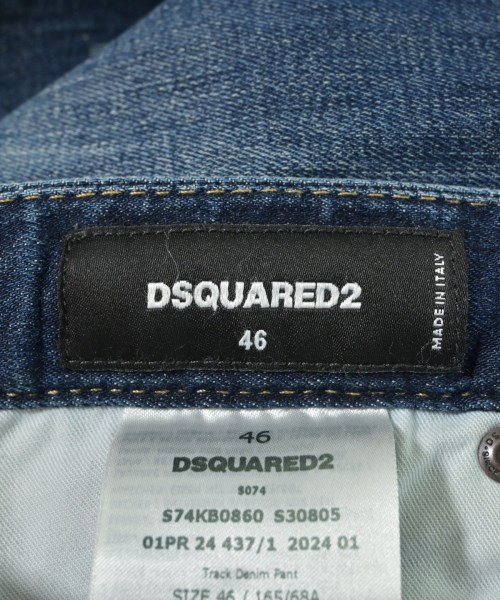 DSQUARED2
46
MADE IN ITALY
46
DSQUARED2
S074
S74KB0860 S30805
01PR 24 437/1 2024 01
Track Denim Pant
SIZE 46 / 165/68A